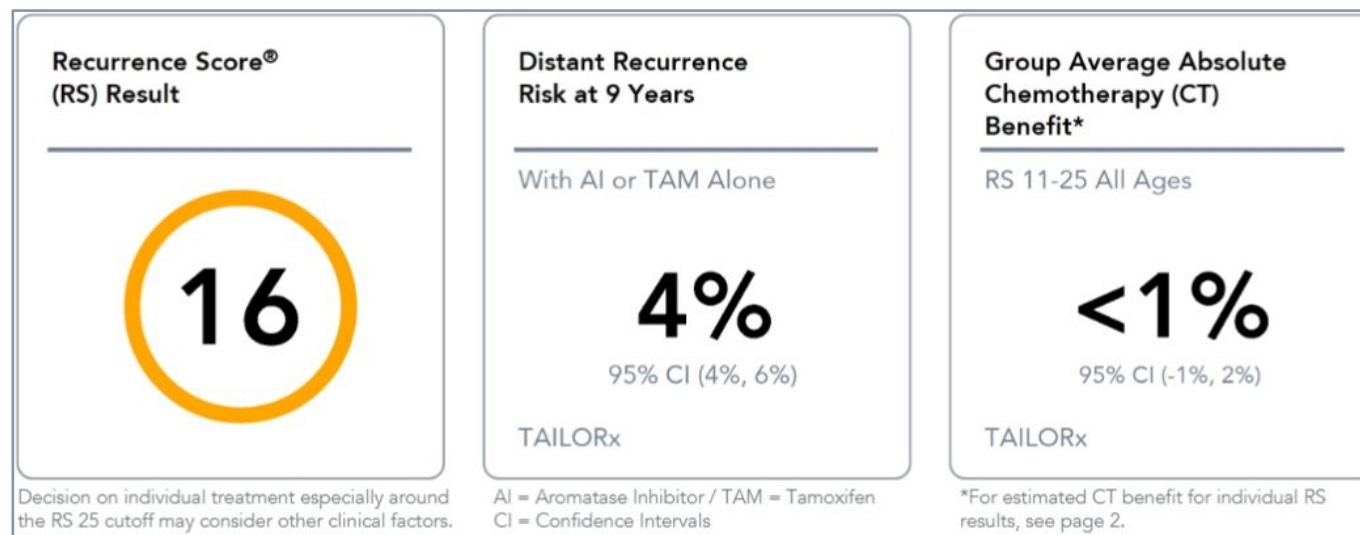 Recurrence Score®
(RS) Result
16
Decision on individual treatment especially around
the RS 25 cutoff may consider other clinical factors.
Distant Recurrence
Risk at 9 Years
With AI or TAM Alone
4%
95% CI (4%, 6%)
TAILORx
AI = Aromatase Inhibitor / TAM = Tamoxifen
CI = Confidence Intervals
Group Average Absolute
Chemotherapy (CT)
Benefit*
RS 11-25 All Ages
<1%
95% CI (-1%, 2%)
TAILORx
*For estimated CT benefit for individual RS
results, see page 2.